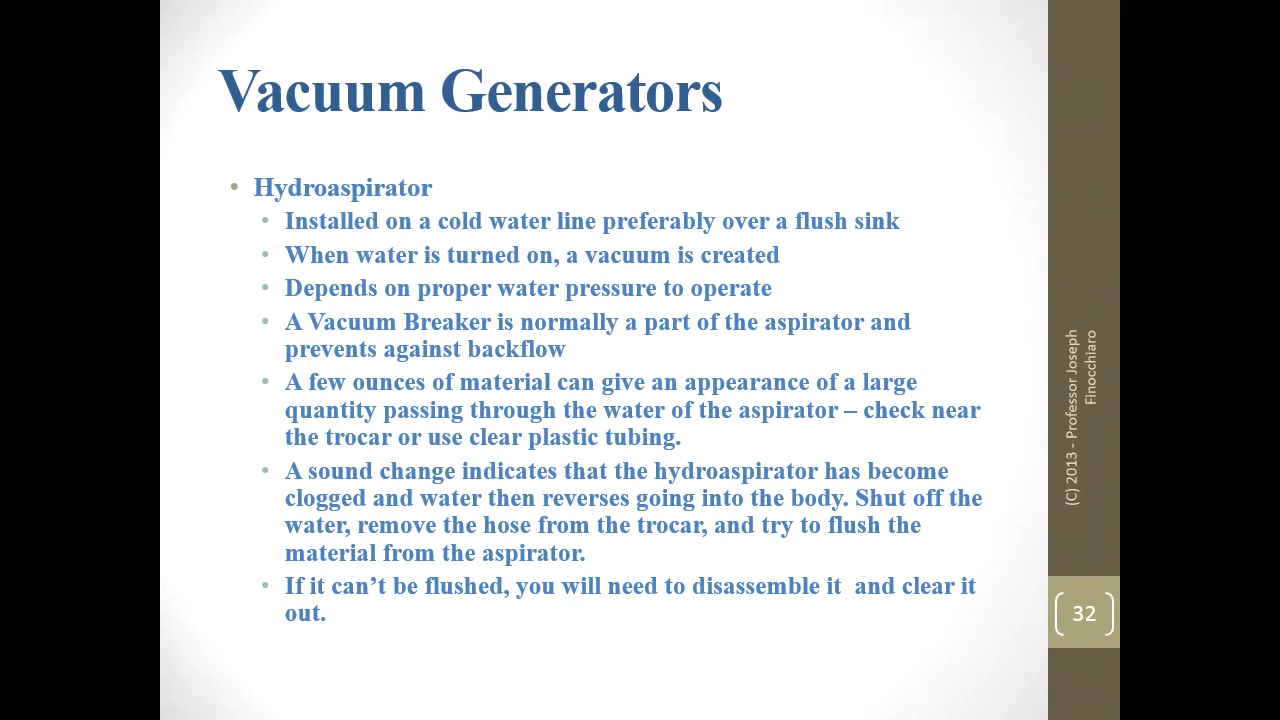 Vacuum Generators
• Hydroaspirator
• Installed on a cold water line preferably over a flush sink
• When water is turned on, a vacuum is created
• Depends on proper water pressure to operate
• A Vacuum Breaker is normally a part of the aspirator and
prevents against backflow
• A few ounces of material can give an appearance of a large
quantity passing through the water of the aspirator – check near
the trocar or use clear plastic tubing.
• A sound change indicates that the hydroaspirator has become
clogged and water then reverses going into the body. Shut off the
water, remove the hose from the trocar, and try to flush the
material from the aspirator.
• If it can’t be flushed, you will need to disassemble it  and clear it
out.
(C) 2013 - Professor Joseph
Finocchiaro
32